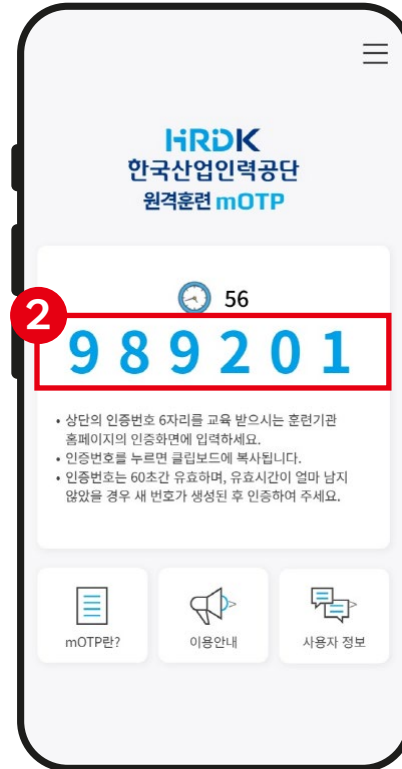 HRDK
한국산업인력공단
원격훈련 mOTP
56
2
989201
• 상단의 인증번호 6자리를 교육 받으시는 훈련기관
홈페이지의 인증화면에 입력하세요.
• 인증번호를 누르면 클립보드에 복사됩니다.
• 인증번호는 60초간 유효하며, 유효시간이 얼마 남지
않았을 경우 새 번호가 생성된 후 인증하여 주세요.
mOTP란?
이용안내
사용자 정보